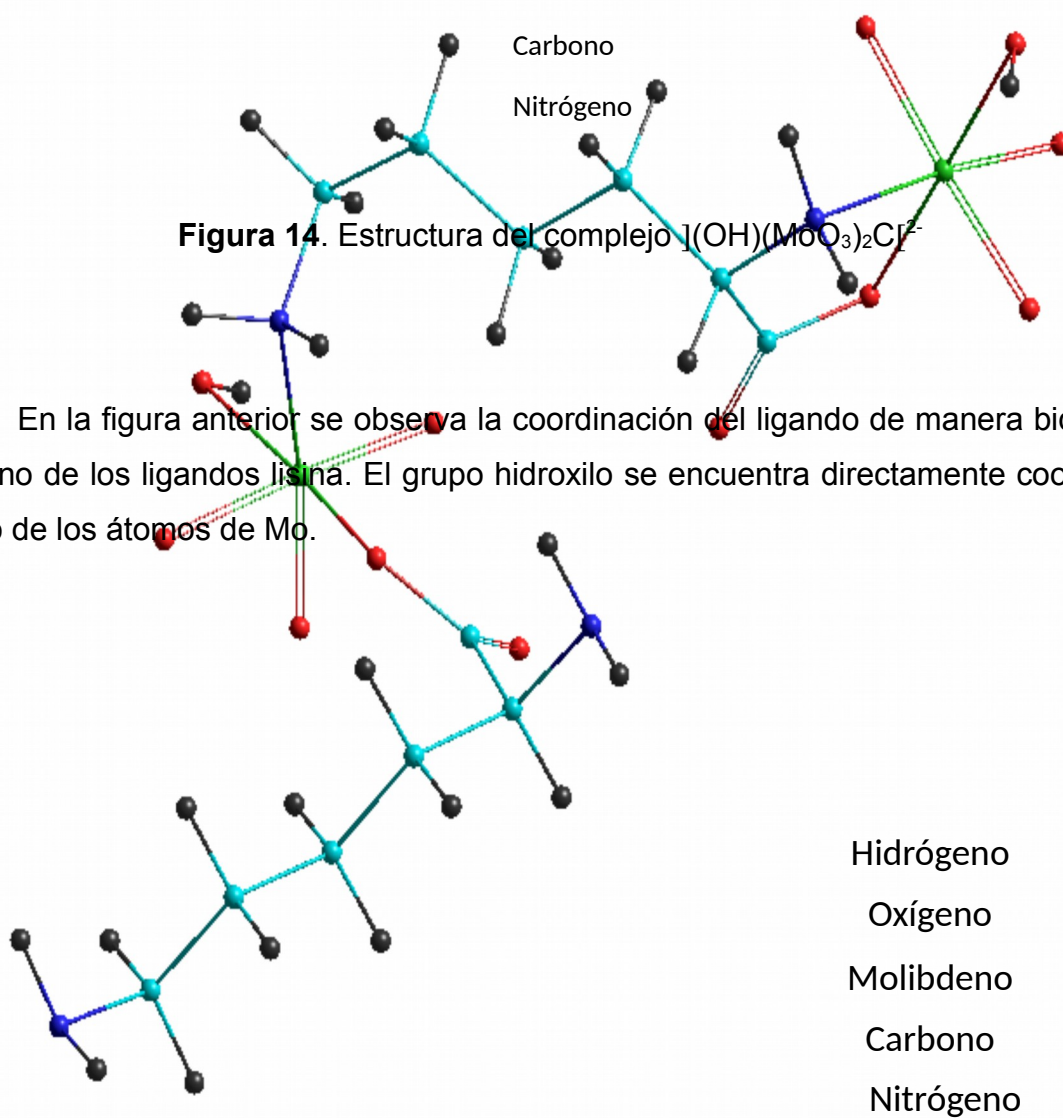 Carbono
Nitrógeno
Figura 14. Estructura del complejo ](OH)(MoO₃)₂C[²⁻
En la figura anterior se observa la coordinación del ligando de manera bi
no de los ligandos lisina. El grupo hidroxilo se encuentra directamente coo
de los átomos de Mo.
Hidrógeno
Oxígeno
Molibdeno
Carbono
Nitrógeno